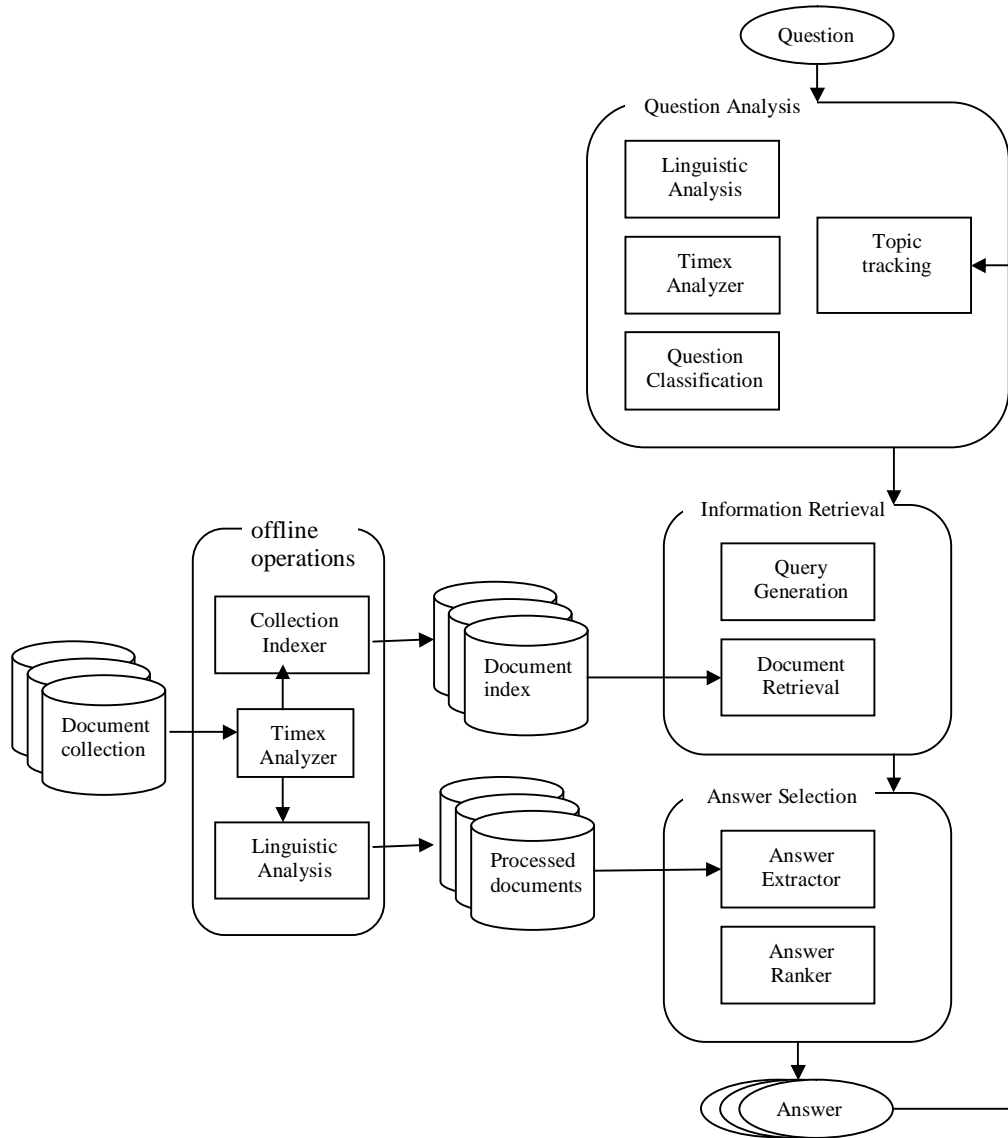 Question
Question Analysis
Linguistic
Analysis
Timex
Analyzer
Question
Classification
Topic
tracking
Information Retrieval
Query
Generation
Document
Retrieval
offline
operations
Collection
Indexer
Timex
Analyzer
Linguistic
Analysis
Document
collection
Document
index
Processed
documents
Answer Selection
Answer
Extractor
Answer
Ranker
Answer